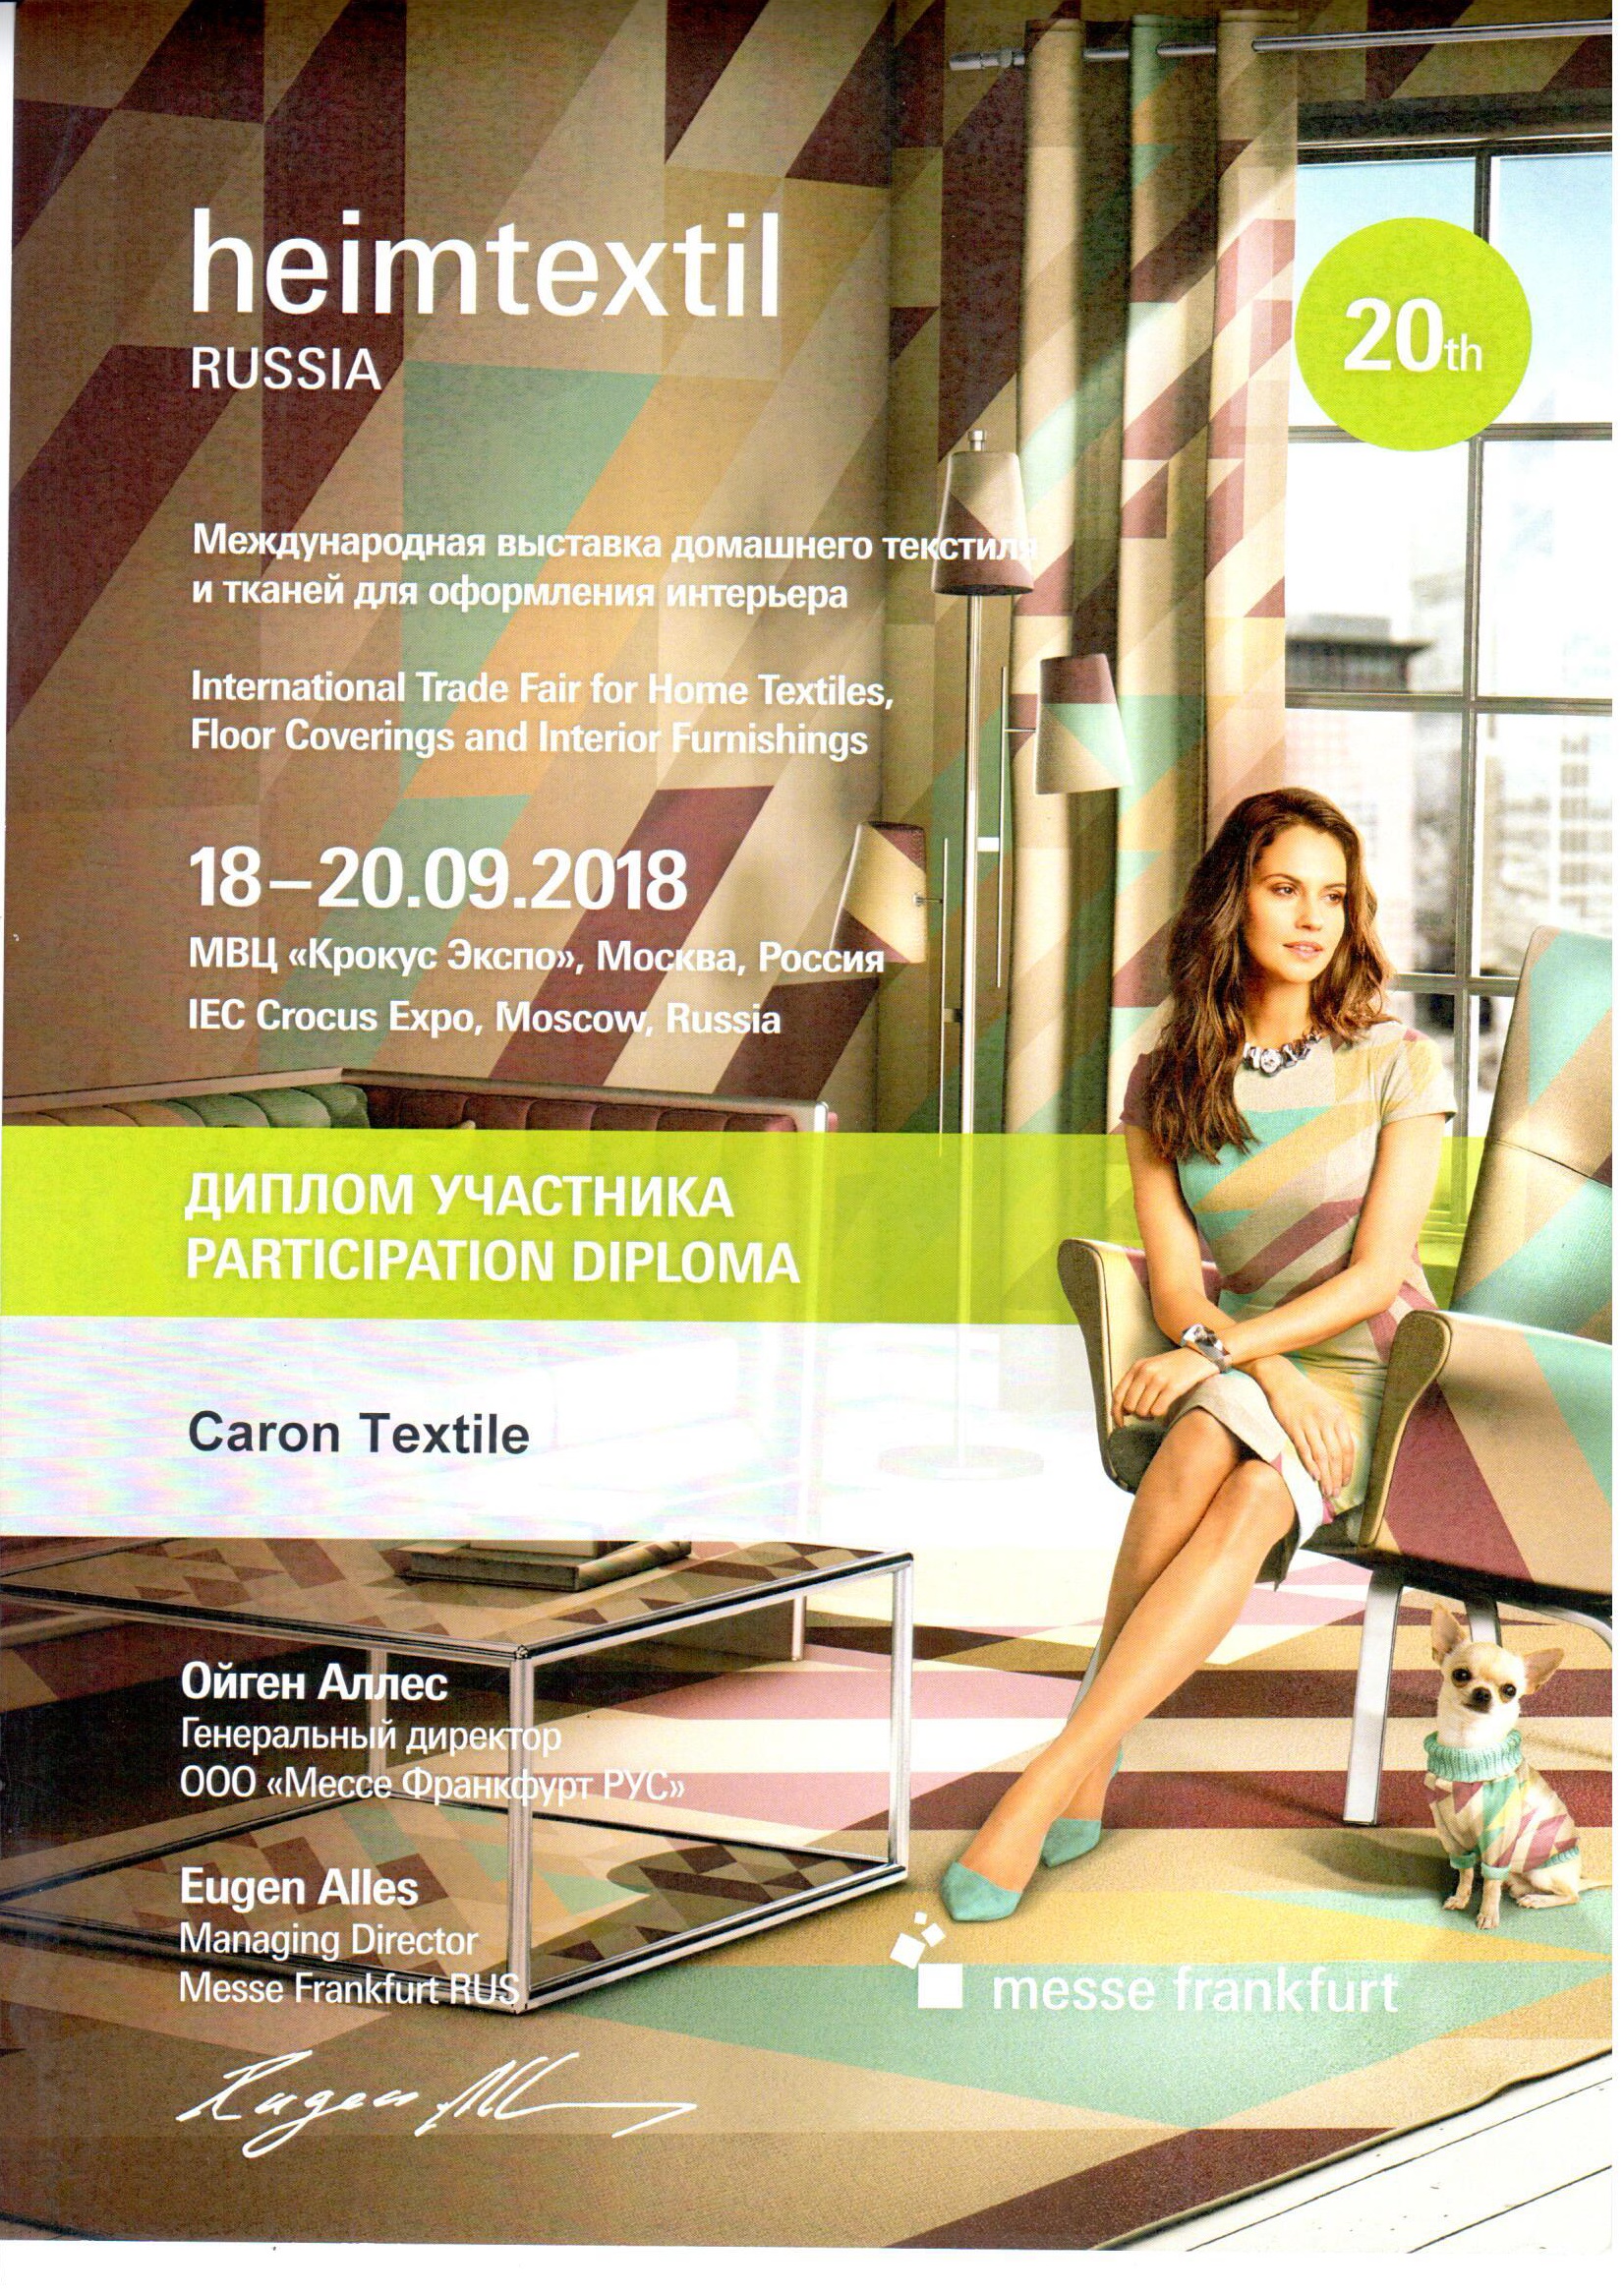 heimtextil
RUSSIA
20th
Международная выставка домашнего текстиля
и тканей для оформления интерьера
International Trade Fair for Home Textiles,
Floor Coverings and Interior Furnishings
18–20.09.2018
МВЦ «Крокус Экспо», Москва, Россия
IEC Crocus Expo, Moscow, Russia
ДИПЛОМ УЧАСТНИКА
PARTICIPATION DIPLOMA
Caron Textile
Ойген Аллес
Генеральный директор
ООО «Мессе Франкфурт РУС»
Eugen Alles
Managing Director
Messe Frankfurt RUS
messe frankfurt
Eugen Alles